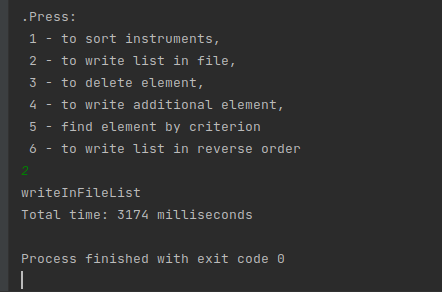 .Press:
1 - to sort instruments,
2 - to write list in file,
3 - to delete element,
4 - to write additional element,
5 - find element by criterion
6 - to write list in reverse order
2
writeInFileList
Total time: 3174 milliseconds
Process finished with exit code 0